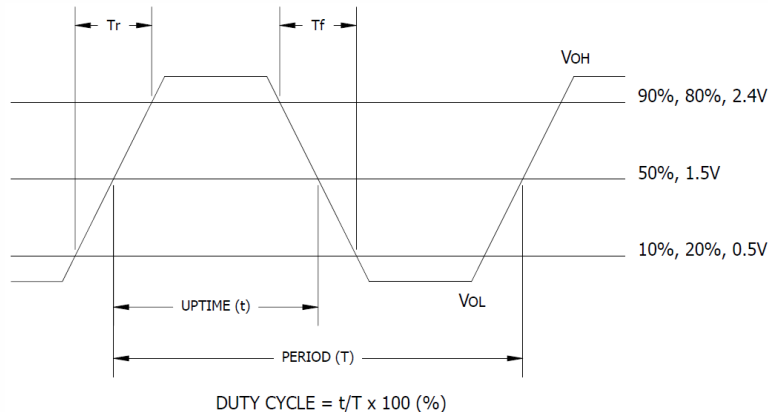 Tr
Tf
VOH
90%, 80%, 2.4V
50%, 1.5V
10%, 20%, 0.5V
UPTIME (t)
VOL
PERIOD (T)
DUTY CYCLE = t/T x 100 (%)